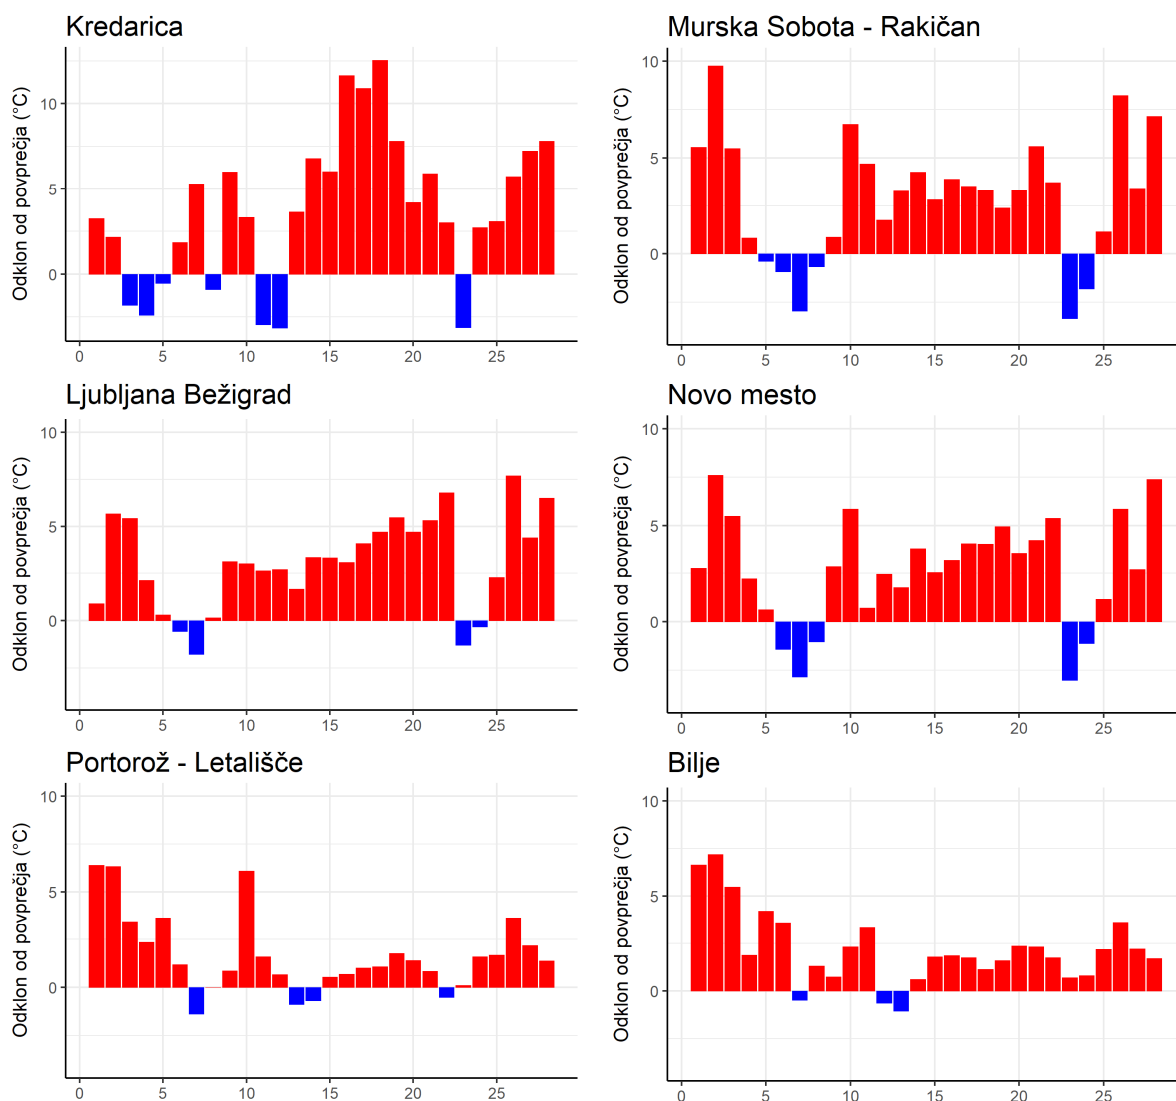 Kredarica
Odklon od povprečja (°C)
10
5
0
0 5 10 15 20 25
Murska Sobota - Rakičan
Odklon od povprečja (°C)
10
5
0
0 5 10 15 20 25
Ljubljana Bežigrad
Odklon od povprečja (°C)
10
5
0
0 5 10 15 20 25
Novo mesto
Odklon od povprečja (°C)
10
5
0
0 5 10 15 20 25
Portorož - Letališče
Odklon od povprečja (°C)
10
5
0
0 5 10 15 20 25
Bilje
Odklon od povprečja (°C)
10
5
0
0 5 10 15 20 25